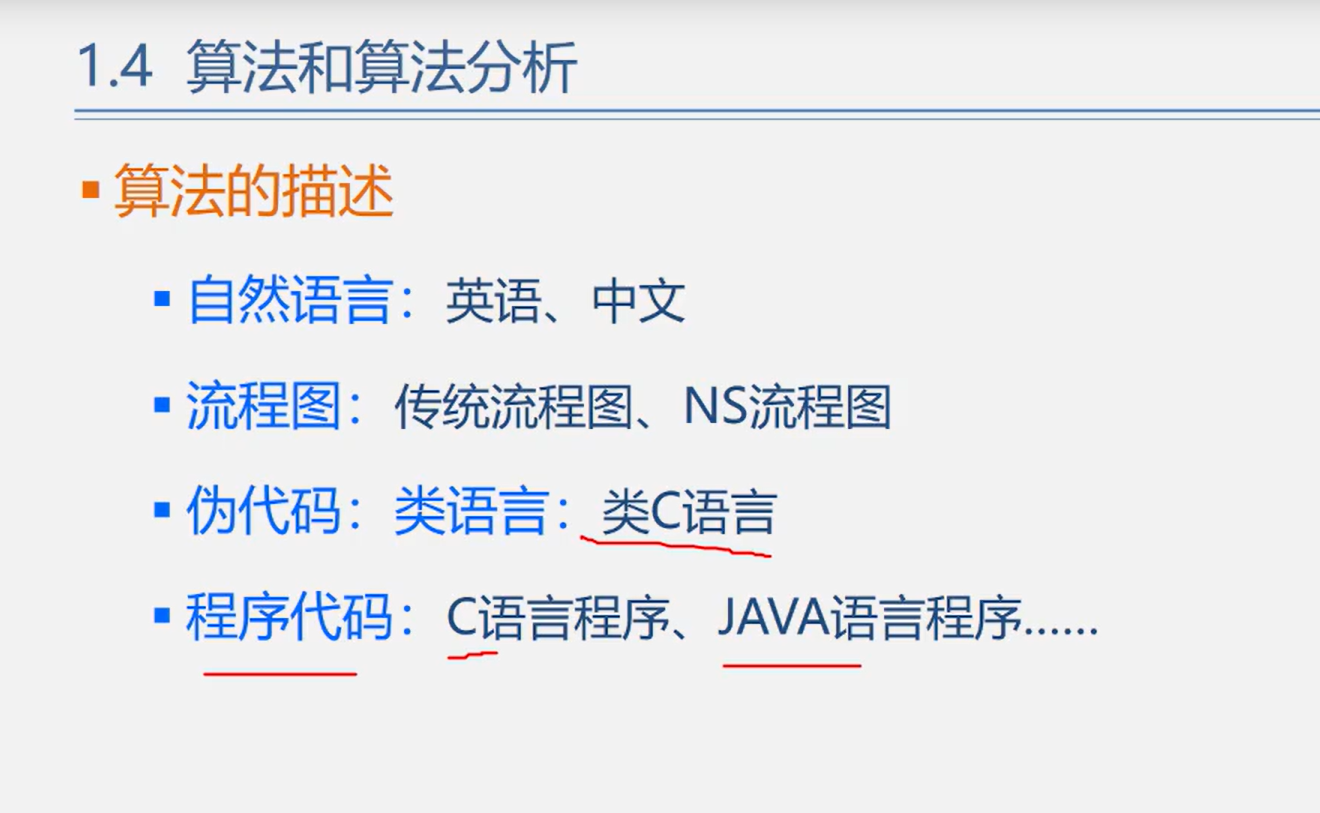 1.4 算法和算法分析
▪算法的描述
▪自然语言：英语、中文
▪流程图：传统流程图、NS流程图
▪伪代码：类语言：类C语言
▪程序代码：C语言程序、JAVA语言程序......